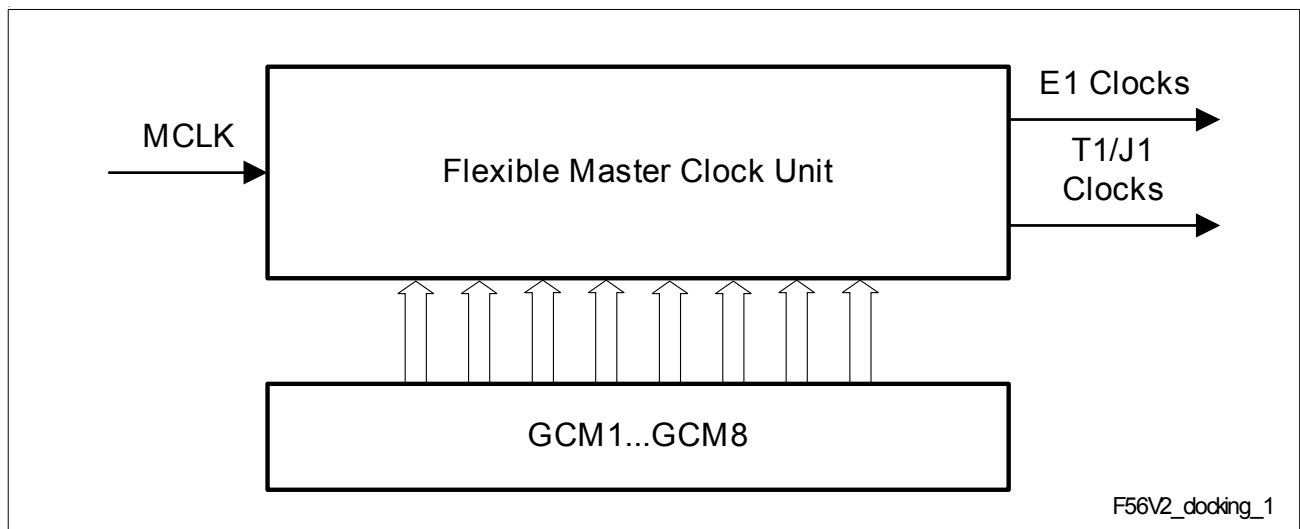 E1 Clocks
MCLK
Flexible Master Clock Unit
T1/J1
Clocks
GCM1...GCM8
F56V2_docking_1